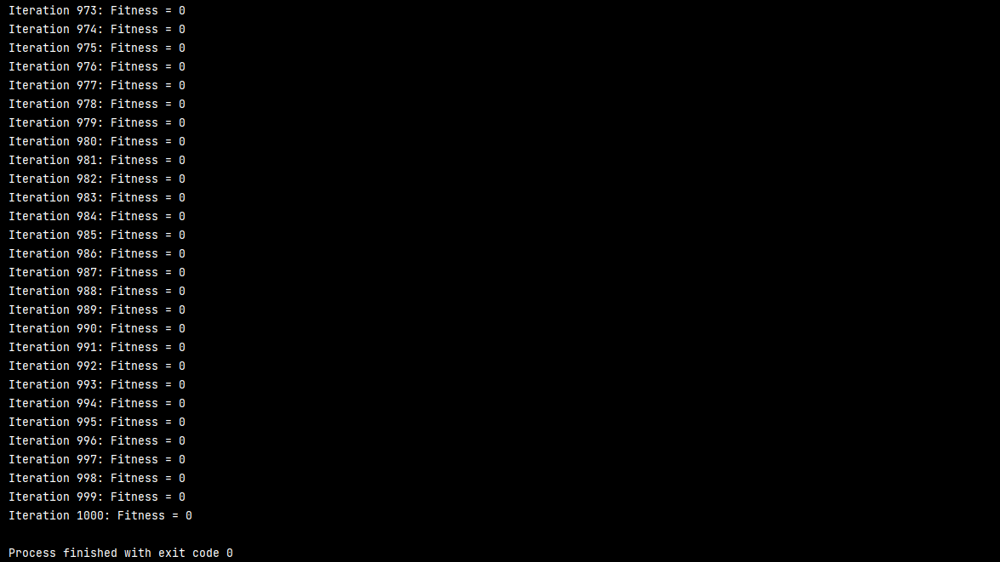 Iteration 973: Fitness = 0
Iteration 974: Fitness = 0
Iteration 975: Fitness = 0
Iteration 976: Fitness = 0
Iteration 977: Fitness = 0
Iteration 978: Fitness = 0
Iteration 979: Fitness = 0
Iteration 980: Fitness = 0
Iteration 981: Fitness = 0
Iteration 982: Fitness = 0
Iteration 983: Fitness = 0
Iteration 984: Fitness = 0
Iteration 985: Fitness = 0
Iteration 986: Fitness = 0
Iteration 987: Fitness = 0
Iteration 988: Fitness = 0
Iteration 989: Fitness = 0
Iteration 990: Fitness = 0
Iteration 991: Fitness = 0
Iteration 992: Fitness = 0
Iteration 993: Fitness = 0
Iteration 994: Fitness = 0
Iteration 995: Fitness = 0
Iteration 996: Fitness = 0
Iteration 997: Fitness = 0
Iteration 998: Fitness = 0
Iteration 999: Fitness = 0
Iteration 1000: Fitness = 0
Process finished with exit code 0